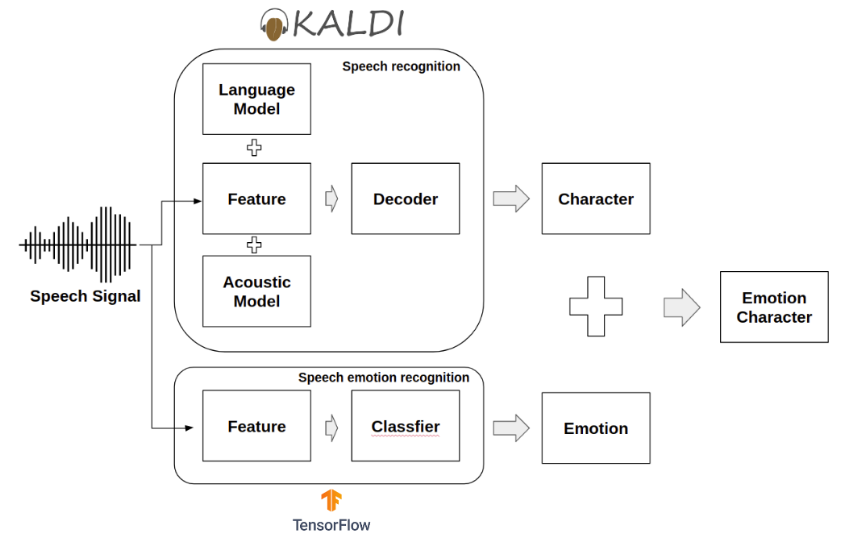 KALDI
Speech recognition
Language
Model
Feature
Decoder
Character
Speech Signal
Acoustic
Model
Emotion
Character
Speech emotion recognition
Feature
Classfier
Emotion
TensorFlow